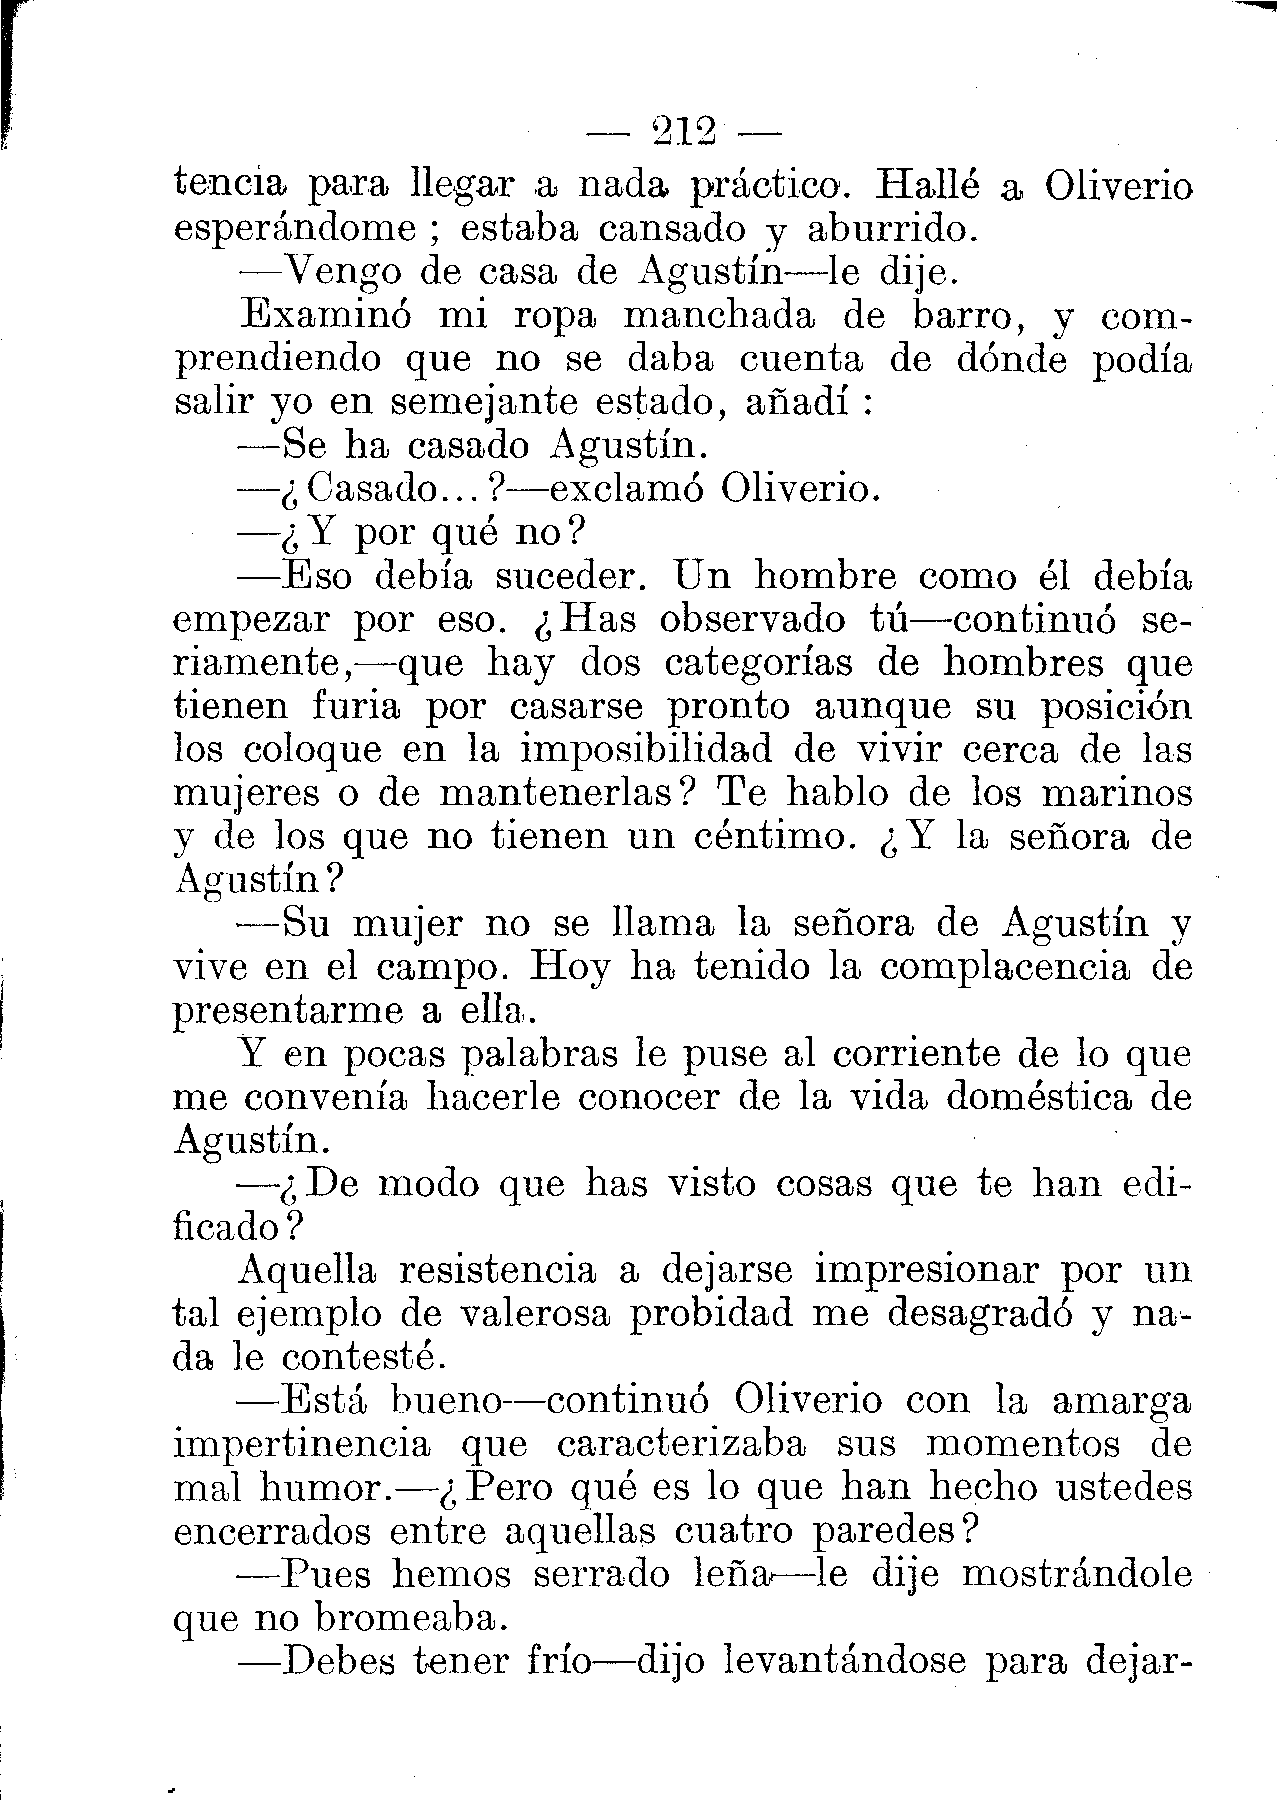 — 212 —
tencia para llegar a nada práctico. Hallé a Oliverio
esperándome ; estaba cansado y aburrido.
—Vengo de casa de Agustín—le dije.
Examinó mi ropa manchada de barro, y com-
prendiendo que no se daba cuenta de dónde podía
salir yo en semejante estado, añadí :
—Se ha casado Agustín.
—¿Casado...?—exclamó Oliverio.
—¿Y por qué no?
—Eso debía suceder. Un hombre como él debía
empezar por eso. ¿Has observado tú—continuó se-
riamente,—que hay dos categorías de hombres que
tienen furia por casarse pronto aunque su posición
los coloque en la imposibilidad de vivir cerca de las
mujeres o de mantenerlas? Te hablo de los marinos
y de los que no tienen un céntimo. ¿Y la señora de
Agustín?
—Su mujer no se llama la señora de Agustín y
vive en el campo. Hoy ha tenido la complacencia de
presentarme a ella.
Y en pocas palabras le puse al corriente de lo que
me convenía hacerle conocer de la vida doméstica de
Agustín.
—¿De modo que has visto cosas que te han edi-
ficado?
Aquella resistencia a dejarse impresionar por un
tal ejemplo de valerosa probidad me desagradó y na-
da le contesté.
—Está bueno—continuó Oliverio con la amarga
impertinencia que caracterizaba sus momentos de
mal humor.—¿Pero qué es lo que han hecho ustedes
encerrados entre aquellas cuatro paredes?
—Pues hemos serrado leña—le dije mostrándole
que no bromeaba.
—Debes tener frío—dijo levantándose para dejar-